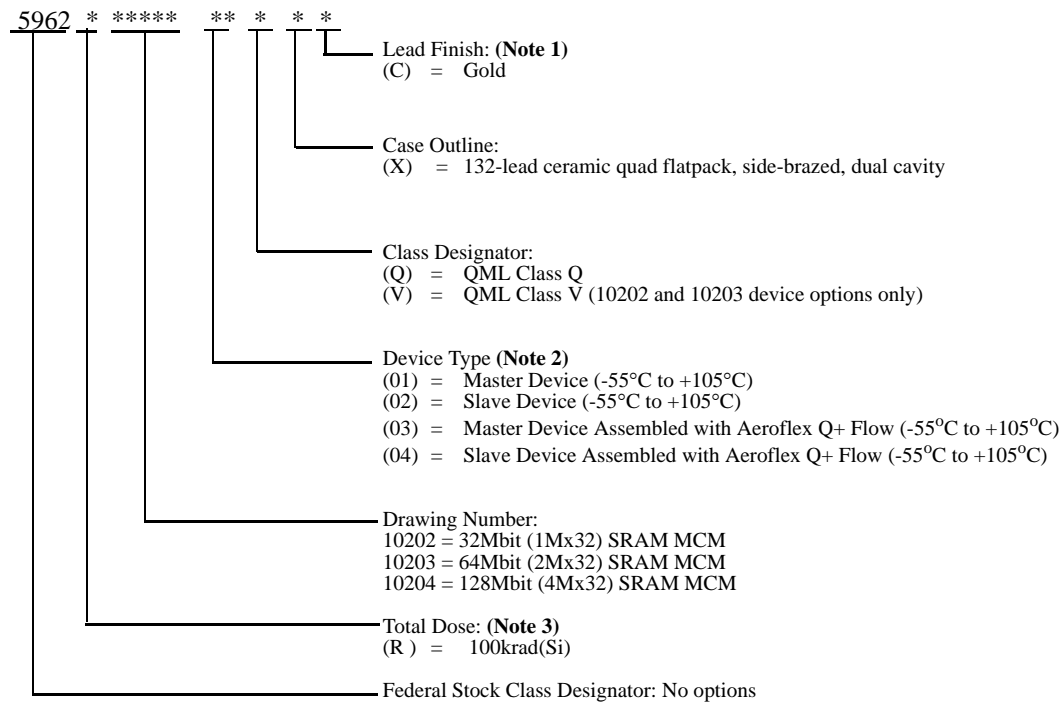 5962 * ***** ** * * *
Lead Finish: (Note 1)
(C) = Gold
Case Outline:
(X) = 132-lead ceramic quad flatpack, side-brazed, dual cavity
Class Designator:
(Q) = QML Class Q
(V) = QML Class V (10202 and 10203 device options only)
Device Type (Note 2)
(01) = Master Device (-55°C to +105°C)
(02) = Slave Device (-55°C to +105°C)
(03) = Master Device Assembled with Aeroflex Q+ Flow (-55°C to +105°C)
(04) = Slave Device Assembled with Aeroflex Q+ Flow (-55°C to +105°C)
Drawing Number:
10202 = 32Mbit (1Mx32) SRAM MCM
10203 = 64Mbit (2Mx32) SRAM MCM
10204 = 128Mbit (4Mx32) SRAM MCM
Total Dose: (Note 3)
(R ) = 100krad(Si)
Federal Stock Class Designator: No options